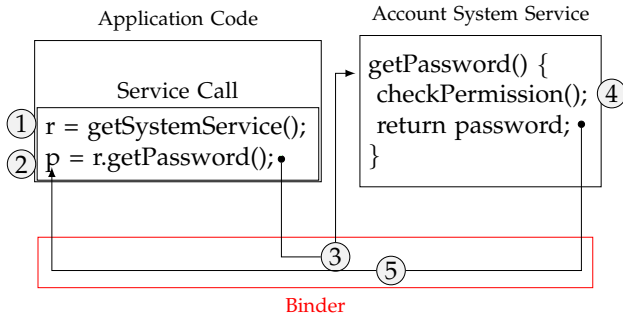 Application Code
Account System Service
Service Call
1 r = getSystemService();
2 p = r.getPassword();
getPassword() {
checkPermission(); 4
return password;
}
3
5
Binder